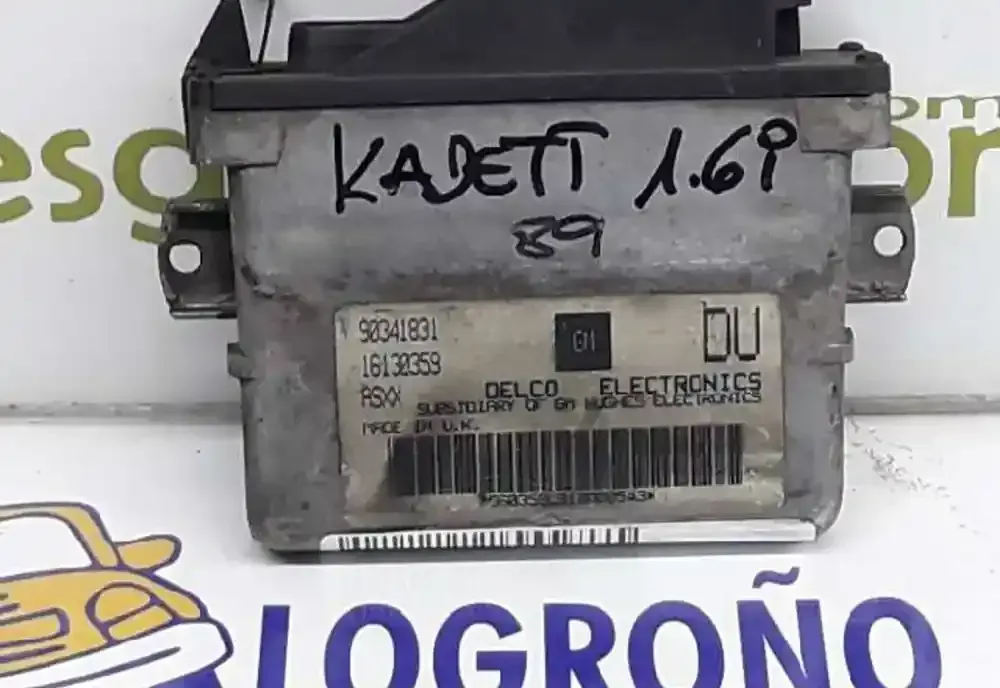 KADETT 1.6i
89
90341831
16130359
ASXX
GM
DU
DELCO ELECTRONICS
SUBSIDIARY OF GM HUGHES ELECTRONICS
MADE IN U.K.
LOGROÑO